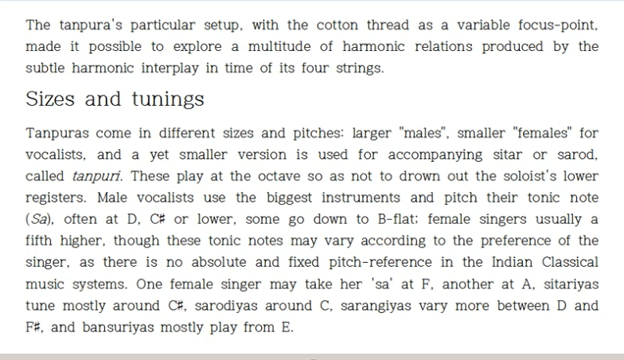 The tanpura's particular setup, with the cotton thread as a variable focus-point,
made it possible to explore a multitude of harmonic relations produced by the
subtle harmonic interplay in time of its four strings.
Sizes and tunings
Tanpuras come in different sizes and pitches: larger "males", smaller "females" for
vocalists, and a yet smaller version is used for accompanying sitar or sarod,
called tanpuri. These play at the octave so as not to drown out the soloist's lower
registers. Male vocalists use the biggest instruments and pitch their tonic note
(Sa), often at D, C♯ or lower, some go down to B-flat; female singers usually a
fifth higher, though these tonic notes may vary according to the preference of the
singer, as there is no absolute and fixed pitch-reference in the Indian Classical
music systems. One female singer may take her 'sa' at F, another at A, sitariyas
tune mostly around C♯, sarodiyas around C, sarangiyas vary more between D and
F♯, and bansuriyas mostly play from E.